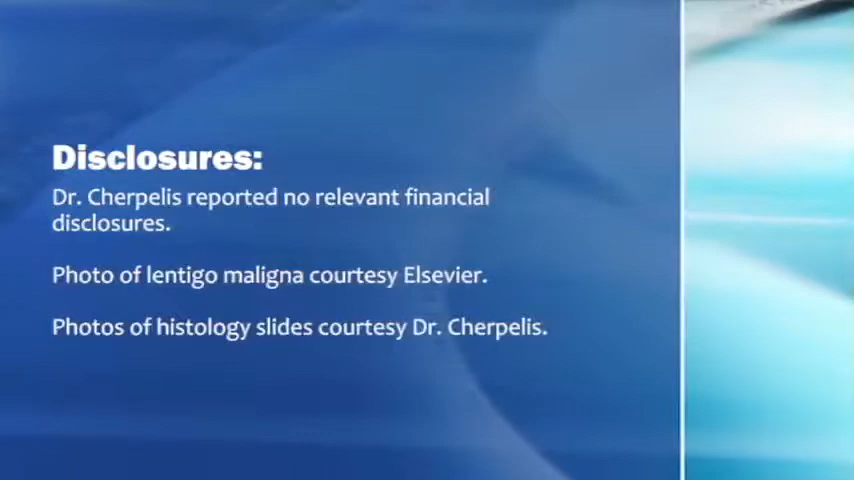 Disclosures:
Dr. Cherpelis reported no relevant financial
disclosures.
Photo of lentigo maligna courtesy Elsevier.
Photos of histology slides courtesy Dr. Cherpelis.